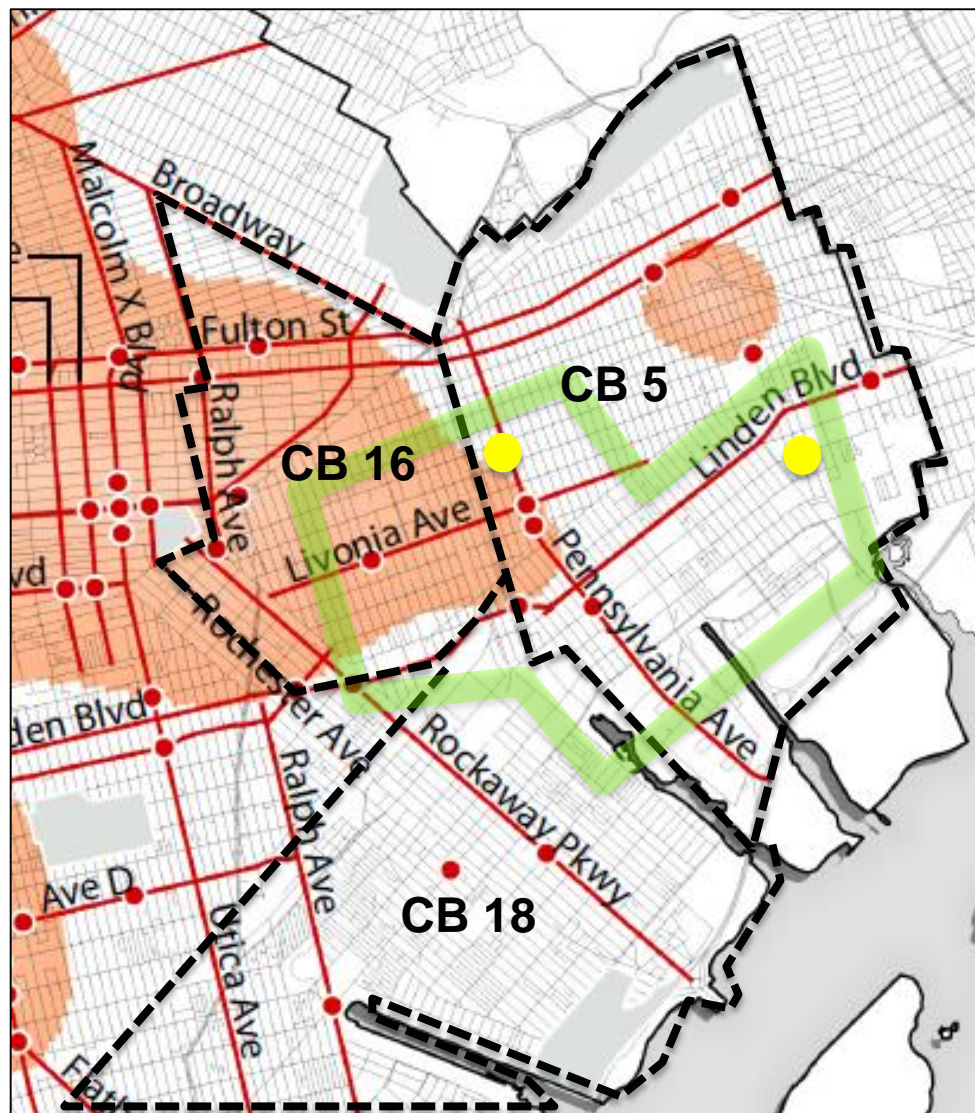 Broadway
Malcolm X Blvd
Fulton St
CB 5
Ralph Ave
CB 16
Linden Blvd
Livonia Ave
Pennsylvania Ave
vd
Rochester Ave
den Blvd
Rockaway Pkwy
Ralph Ave
Ave D
CB 18
Utica Ave
Flatb